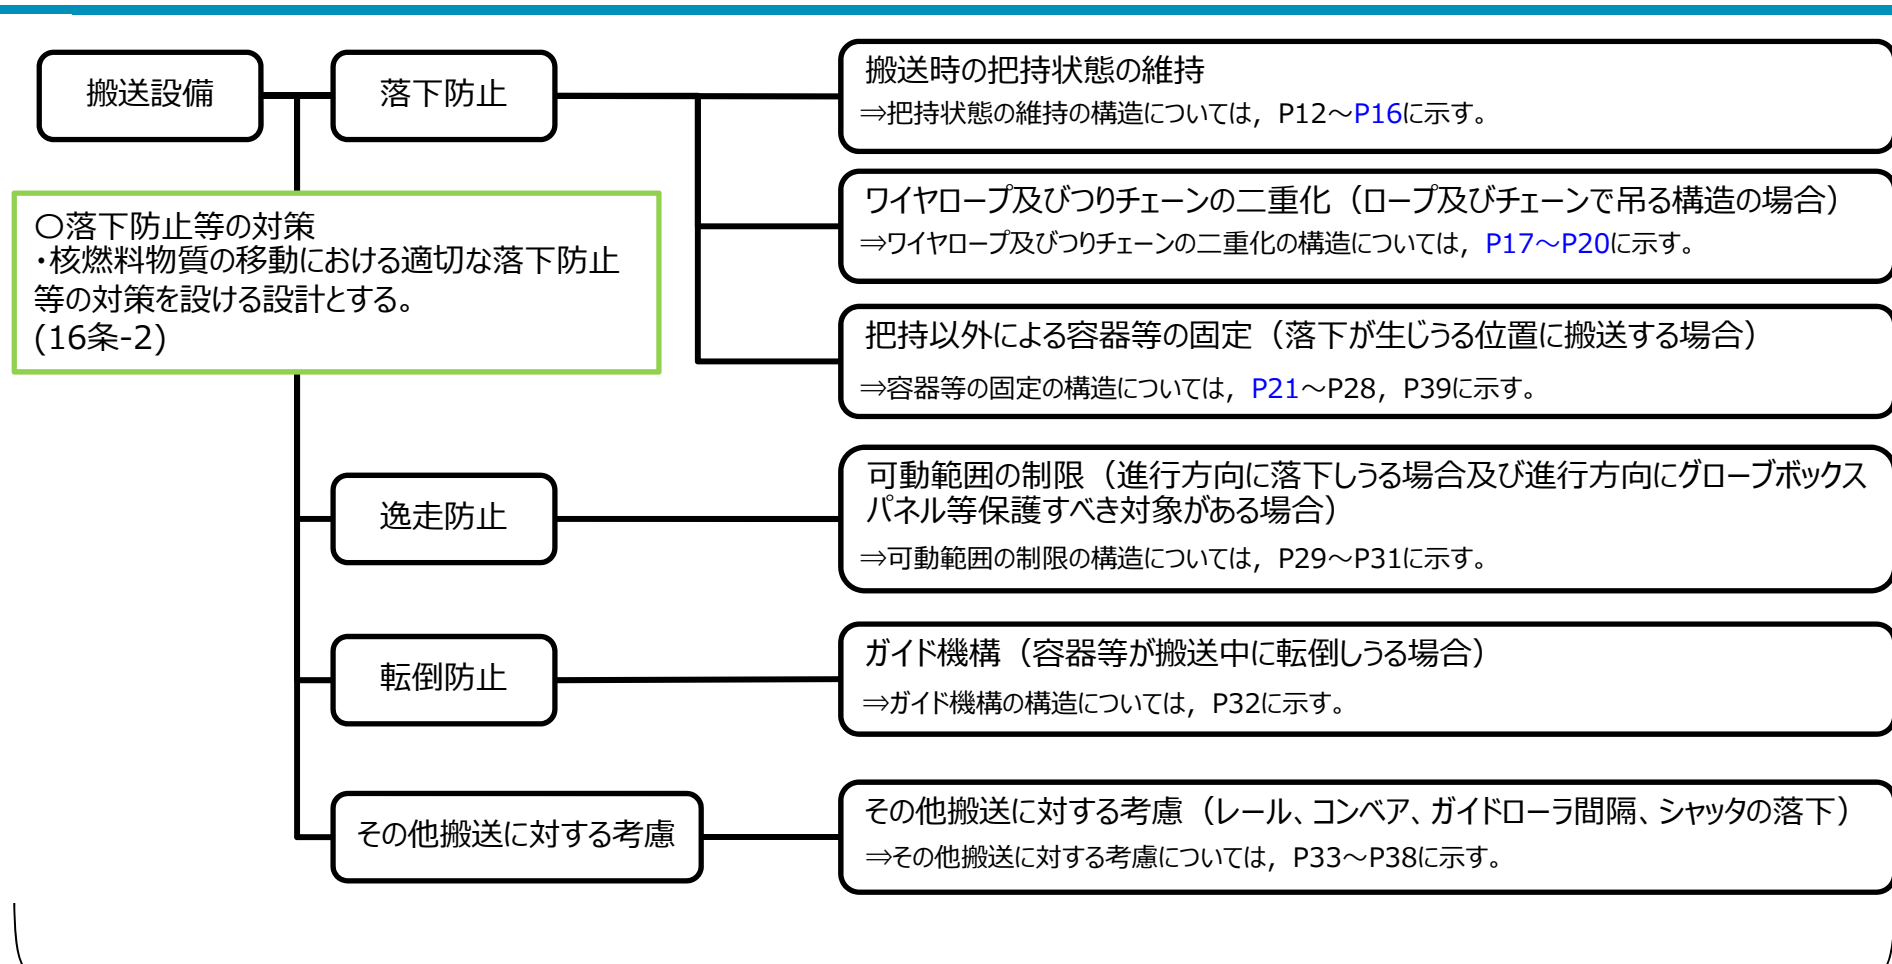 搬送設備
落下防止
搬送時の把持状態の維持
⇒把持状態の維持の構造については，P12～P16に示す。
ワイヤロープ及びつりチェーンの二重化（ロープ及びチェーンで吊る構造の場合）
⇒ワイヤロープ及びつりチェーンの二重化の構造については，P17～P20に示す。
〇落下防止等の対策
・核燃料物質の移動における適切な落下防止
等の対策を設ける設計とする。
(16条-2)
把持以外による容器等の固定（落下が生じうる位置に搬送する場合）
⇒容器等の固定の構造については，P21～P28，P39に示す。
逸走防止
可動範囲の制限（進行方向に落下しうる場合及び進行方向にグローブボックス
パネル等保護すべき対象がある場合）
⇒可動範囲の制限の構造については，P29～P31に示す。
転倒防止
ガイド機構（容器等が搬送中に転倒しうる場合）
⇒ガイド機構の構造については，P32に示す。
その他搬送に対する考慮
その他搬送に対する考慮（レール、コンベア、ガイドローラ間隔、シャッタの落下）
⇒その他搬送に対する考慮については，P33～P38に示す。